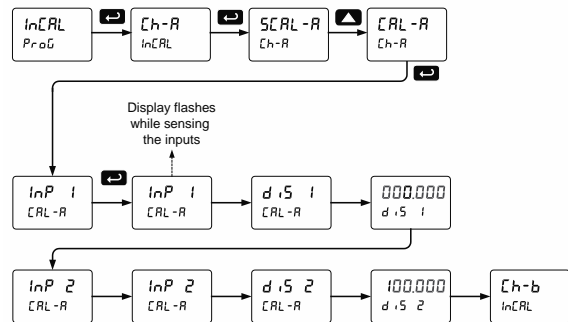 InCAL
ProG
Ch-A
InCAL
SCAL-A
Ch-A
CAL-A
Ch-A
Display flashes
while sensing
the inputs
InP 1
CAL-A
InP 1
CAL-A
diS 1
CAL-A
000.000
diS 1
InP 2
CAL-A
InP 2
CAL-A
diS 2
CAL-A
100.000
diS 2
Ch-b
InCAL